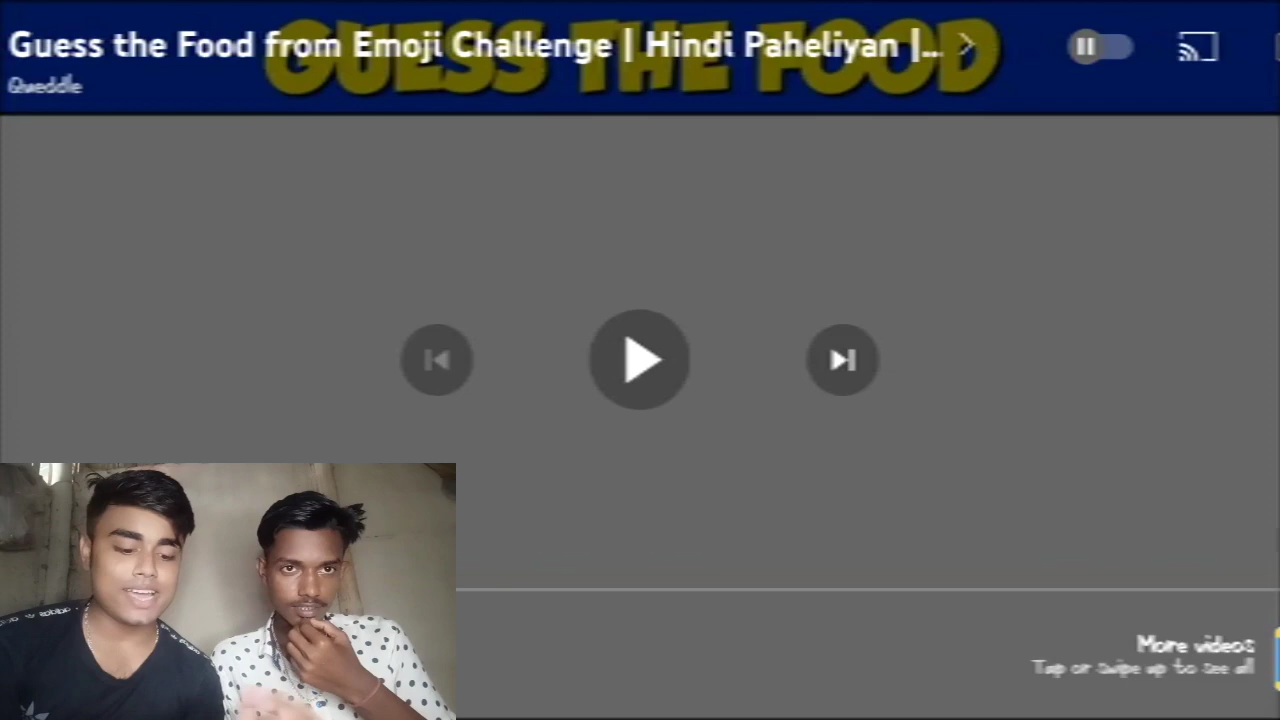 GUESS THE FOOD
Guess the Food from Emoji Challenge | Hindi Paheliyan |...
Qweddle
More videos
Tap or swipe up to see all